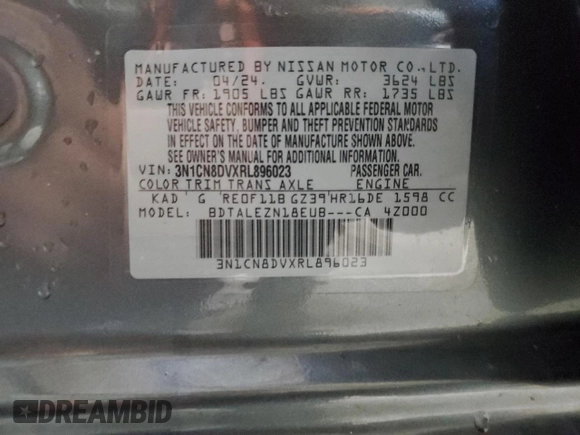 MANUFACTURED BY NISSAN MOTOR CO.,LTD.
DATE: 04/24. GVWR: 3624 LBS
GAWR FR: 1905 LBS GAWR RR: 1735 LBS
THIS VEHICLE CONFORMS TO ALL APPLICABLE FEDERAL MOTOR
VEHICLE SAFETY, BUMPER AND THEFT PREVENTION STANDARDS
IN EFFECT ON THE DATE OF MANUFACTURE SHOWN ABOVE.
SEE OWNER'S MANUAL FOR ADDITIONAL INFORMATION.
VIN: 3N1CN8DVXRL896023 PASSENGER CAR.
COLOR TRIM TRANS AXLE ENGINE
KAD G RE0F11B GZ39 HR16DE 1598 CC
MODEL: BDTALEZN18EUB---CA 4Z000
3N1CN8DVXRL896023
DREAMBID